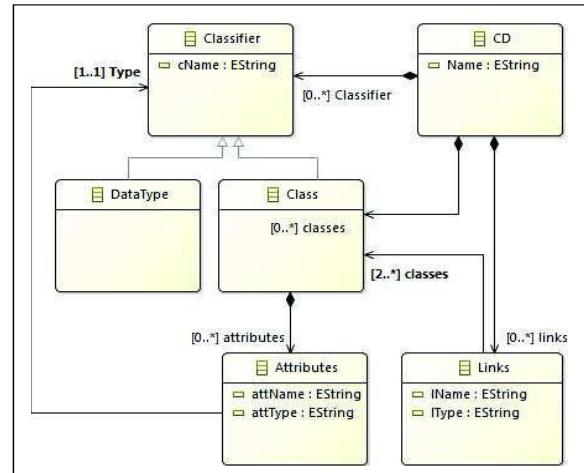 Classifier
cName : EString
CD
Name : EString
[1..1] Type
[0..*] Classifier
DataType
Class
[0..*] classes
[2..*] classes
[0..*] attributes
[0..*] links
Attributes
attName : EString
attType : EString
Links
lName : EString
lType : EString